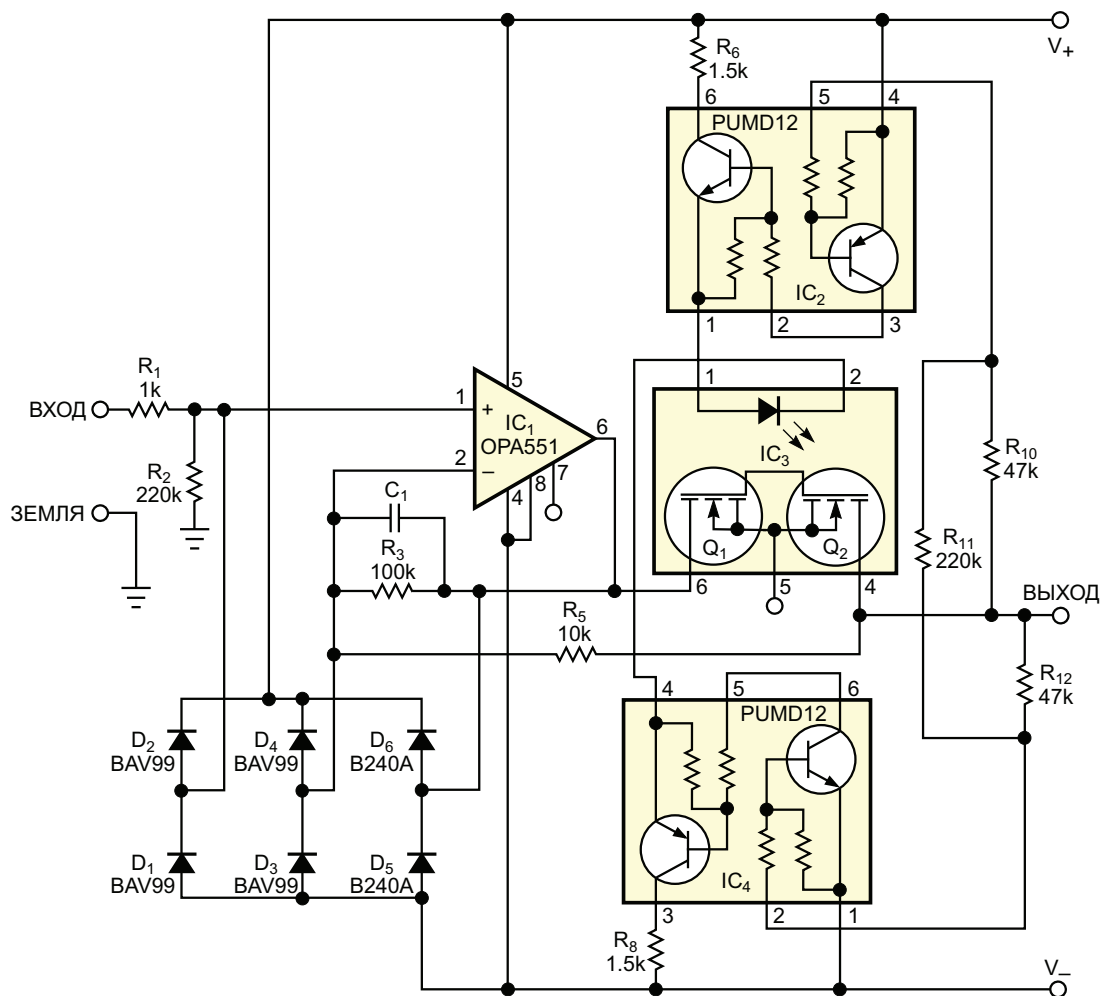 V+
R6
1.5k
6
5
4
PUMD12
IC2
1
2
3
R1
1k
ВХОД
R2
220k
ЗЕМЛЯ
1
+
5
IC1
OPA551
6
2
–
4
8
7
C1
R3
100k
1
2
IC3
Q1
Q2
6
5
4
R10
47k
R11
220k
ВЫХОД
R5
10k
R12
47k
4
5
6
PUMD12
IC4
3
2
1
D2
BAV99
D4
BAV99
D6
B240A
D1
BAV99
D3
BAV99
D5
B240A
R8
1.5k
V–